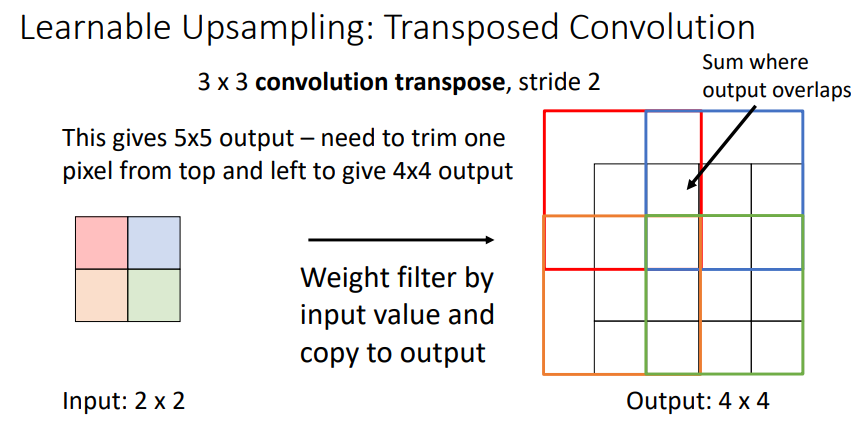 Learnable Upsampling: Transposed Convolution
3 x 3 convolution transpose, stride 2
Sum where
output overlaps
This gives 5x5 output – need to trim one
pixel from top and left to give 4x4 output
Weight filter by
input value and
copy to output
Input: 2 x 2
Output: 4 x 4